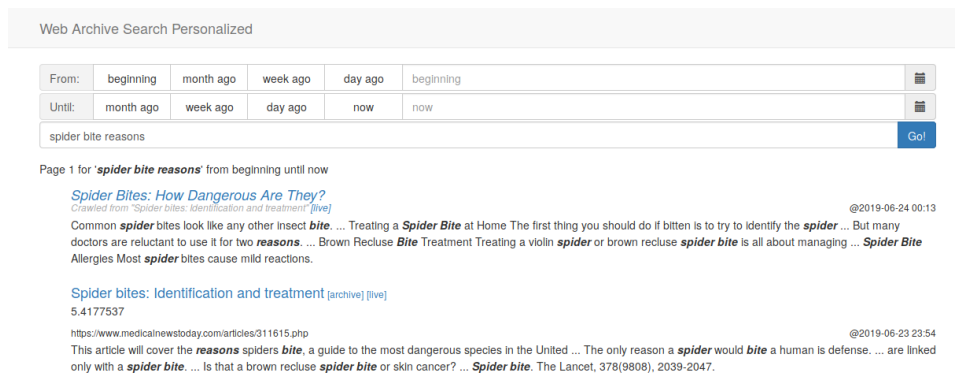 Web Archive Search Personalized
From: beginning month ago week ago day ago beginning
Until: month ago week ago day ago now now
spider bite reasons Go!
Page 1 for 'spider bite reasons' from beginning until now
Spider Bites: How Dangerous Are They?
Crawled from "Spider bites: Identification and treatment" [live] @2019-06-24 00:13
Common spider bites look like any other insect bite. ... Treating a Spider Bite at Home The first thing you should do if bitten is to try to identify the spider ... But many
doctors are reluctant to use it for two reasons. ... Brown Recluse Bite Treatment Treating a violin spider or brown recluse spider bite is all about managing ... Spider Bite
Allergies Most spider bites cause mild reactions.
Spider bites: Identification and treatment [archive] [live]
5.4177537
https://www.medicalnewstoday.com/articles/311615.php @2019-06-23 23:54
This article will cover the reasons spiders bite, a guide to the most dangerous species in the United ... The only reason a spider would bite a human is defense. ... are linked
only with a spider bite. ... Is that a brown recluse spider bite or skin cancer? ... Spider bite. The Lancet, 378(9808), 2039-2047.